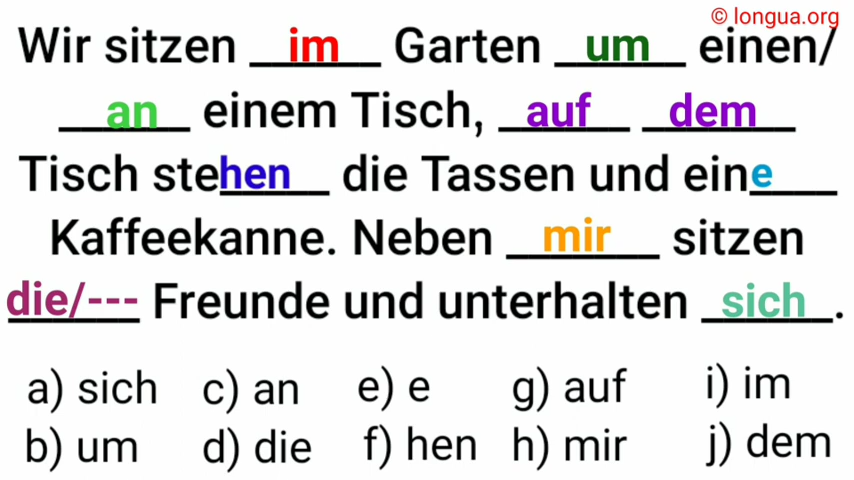 © longua.org
Wir sitzen im Garten um einen/
an einem Tisch, auf dem
Tisch stehen die Tassen und eine
Kaffeekanne. Neben mir sitzen
die/--- Freunde und unterhalten sich.
a) sich c) an e) e g) auf i) im
b) um d) die f) hen h) mir j) dem